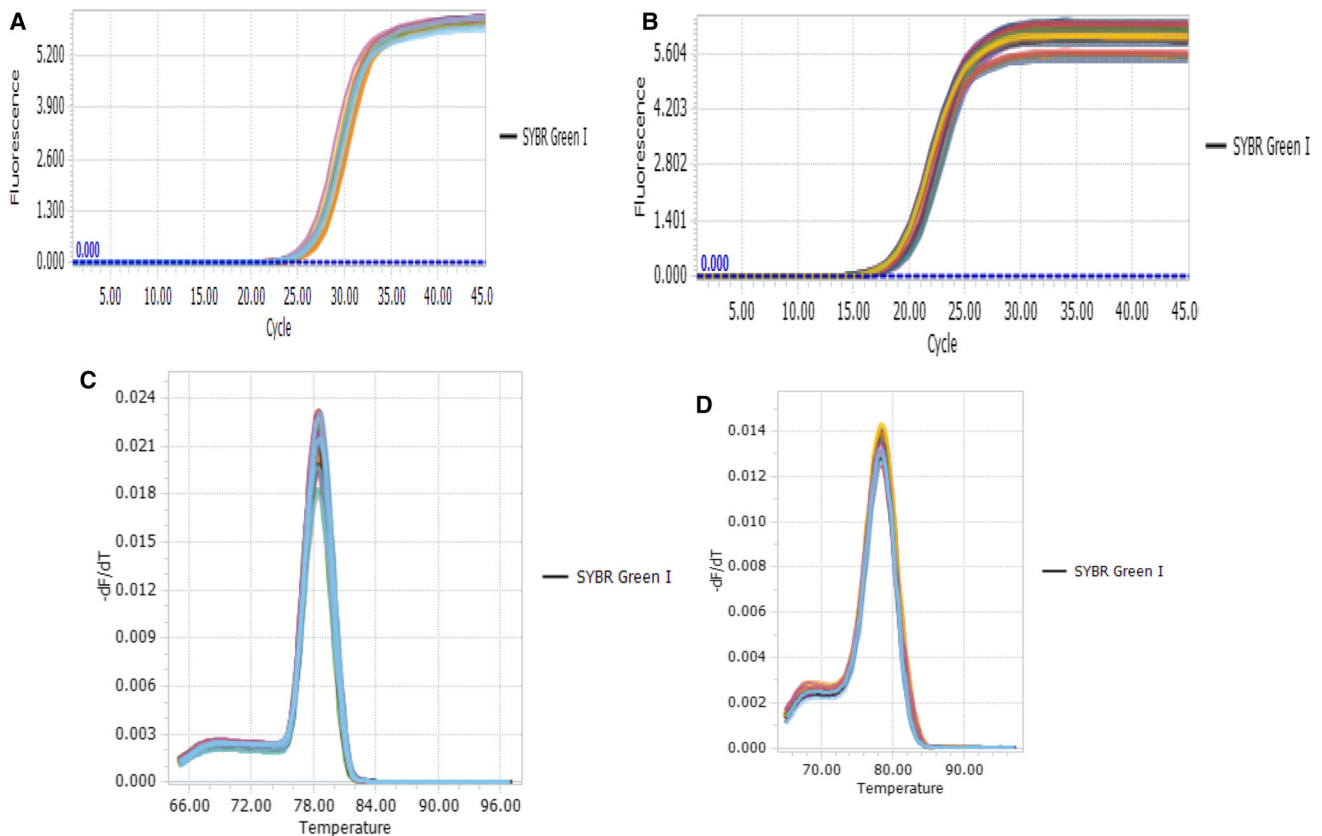 A
Fluorescence
5.200
3.900
2.600
1.300
0.000
0.000
5.00 10.00 15.00 20.00 25.00 30.00 35.00 40.00 45.0
Cycle
SYBR Green I
B
Fluorescence
5.604
4.203
2.802
1.401
0.000
0.000
5.00 10.00 15.00 20.00 25.00 30.00 35.00 40.00 45.0
Cycle
SYBR Green I
C
-dF/dT
0.024
0.021
0.018
0.015
0.012
0.009
0.006
0.003
0.000
66.00 72.00 78.00 84.00 90.00 96.00
Temperature
SYBR Green I
D
-dF/dT
0.014
0.012
0.010
0.008
0.006
0.004
0.002
0.000
70.00 80.00 90.00
Temperature
SYBR Green I